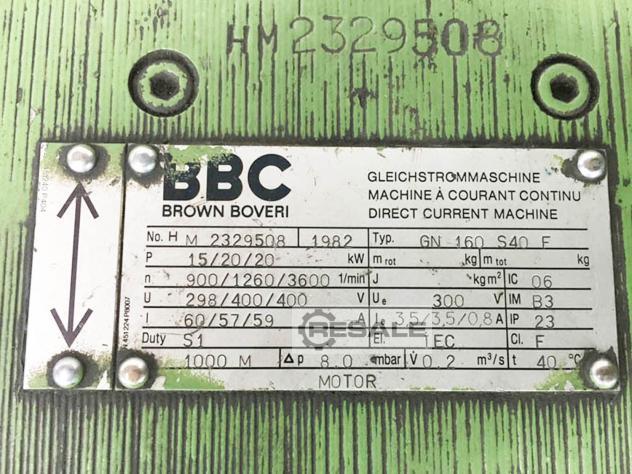 HM2329508
BBC
BROWN BOVERI
GLEICHSTROMMASCHINE
MACHINE À COURANT CONTINU
DIRECT CURRENT MACHINE
No. H M 2329508 1982 Typ. GN 160 S40 F
P 15/20/20 kW m rot kg m tot kg
n 900/1260/3600 1/min J kgm² IC 06
U 298/400/400 V Ue 300 V IM B3
I 60/57/59 A Ie 3,5/3,5/0,8 A IP 23
Duty S1 El. IEC Cl. F
1000 M Δp 8.0 mbar V̇ 0,2 m³/s t 40 °C
MOTOR
RESALE